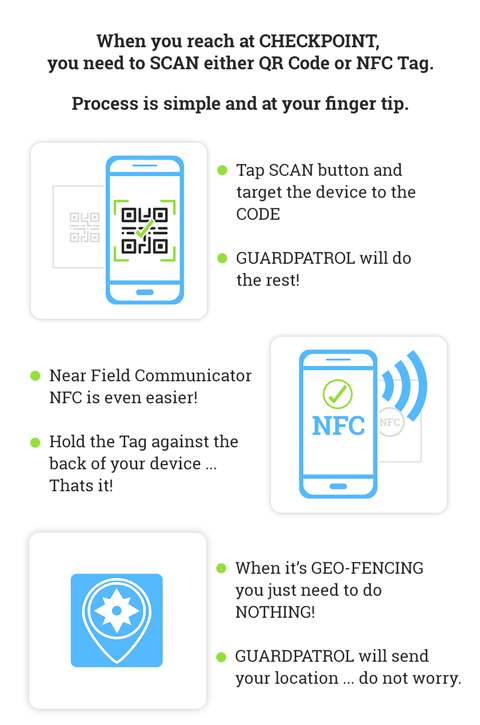 When you reach at CHECKPOINT,
you need to SCAN either QR Code or NFC Tag.
Process is simple and at your finger tip.
Tap SCAN button and
target the device to the
CODE
GUARDPATROL will do
the rest!
Near Field Communicator
NFC is even easier!
Hold the Tag against the
back of your device ...
Thats it!
NFC
NFC
When it's GEO-FENCING
you just need to do
NOTHING!
GUARDPATROL will send
your location ... do not worry.